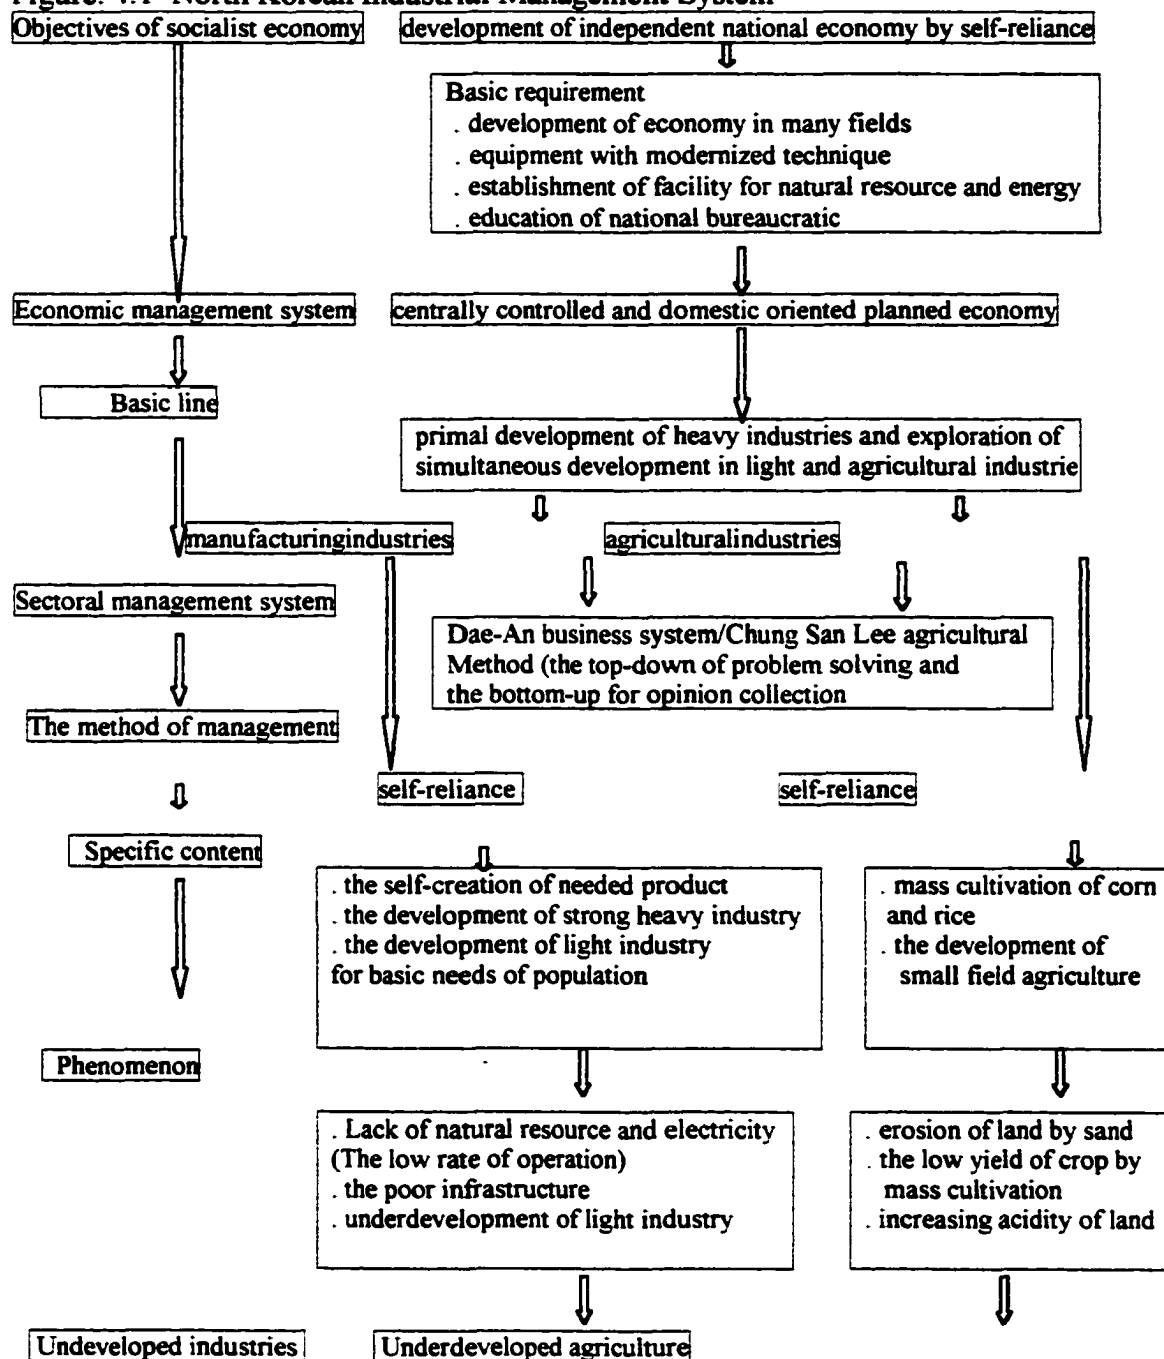 Figure. 4.1 North Korean Industrial Management System
Objectives of socialist economy
development of independent national economy by self-reliance
Basic requirement
. development of economy in many fields
. equipment with modernized technique
. establishment of facility for natural resource and energy
. education of national bureaucratic
Economic management system
centrally controlled and domestic oriented planned economy
Basic line
primal development of heavy industries and exploration of
simultaneous development in light and agricultural industrie
manufacturingindustries
agriculturalindustries
Sectoral management system
Dae-An business system/Chung San Lee agricultural
Method (the top-down of problem solving and
the bottom-up for opinion collection
The method of management
self-reliance
self-reliance
Specific content
. the self-creation of needed product
. the development of strong heavy industry
. the development of light industry
for basic needs of population
. mass cultivation of corn
and rice
. the development of
small field agriculture
Phenomenon
. Lack of natural resource and electricity
(The low rate of operation)
. the poor infrastructure
. underdevelopment of light industry
. erosion of land by sand
. the low yield of crop by
mass cultivation
. increasing acidity of land
Undeveloped industries
Underdeveloped agriculture